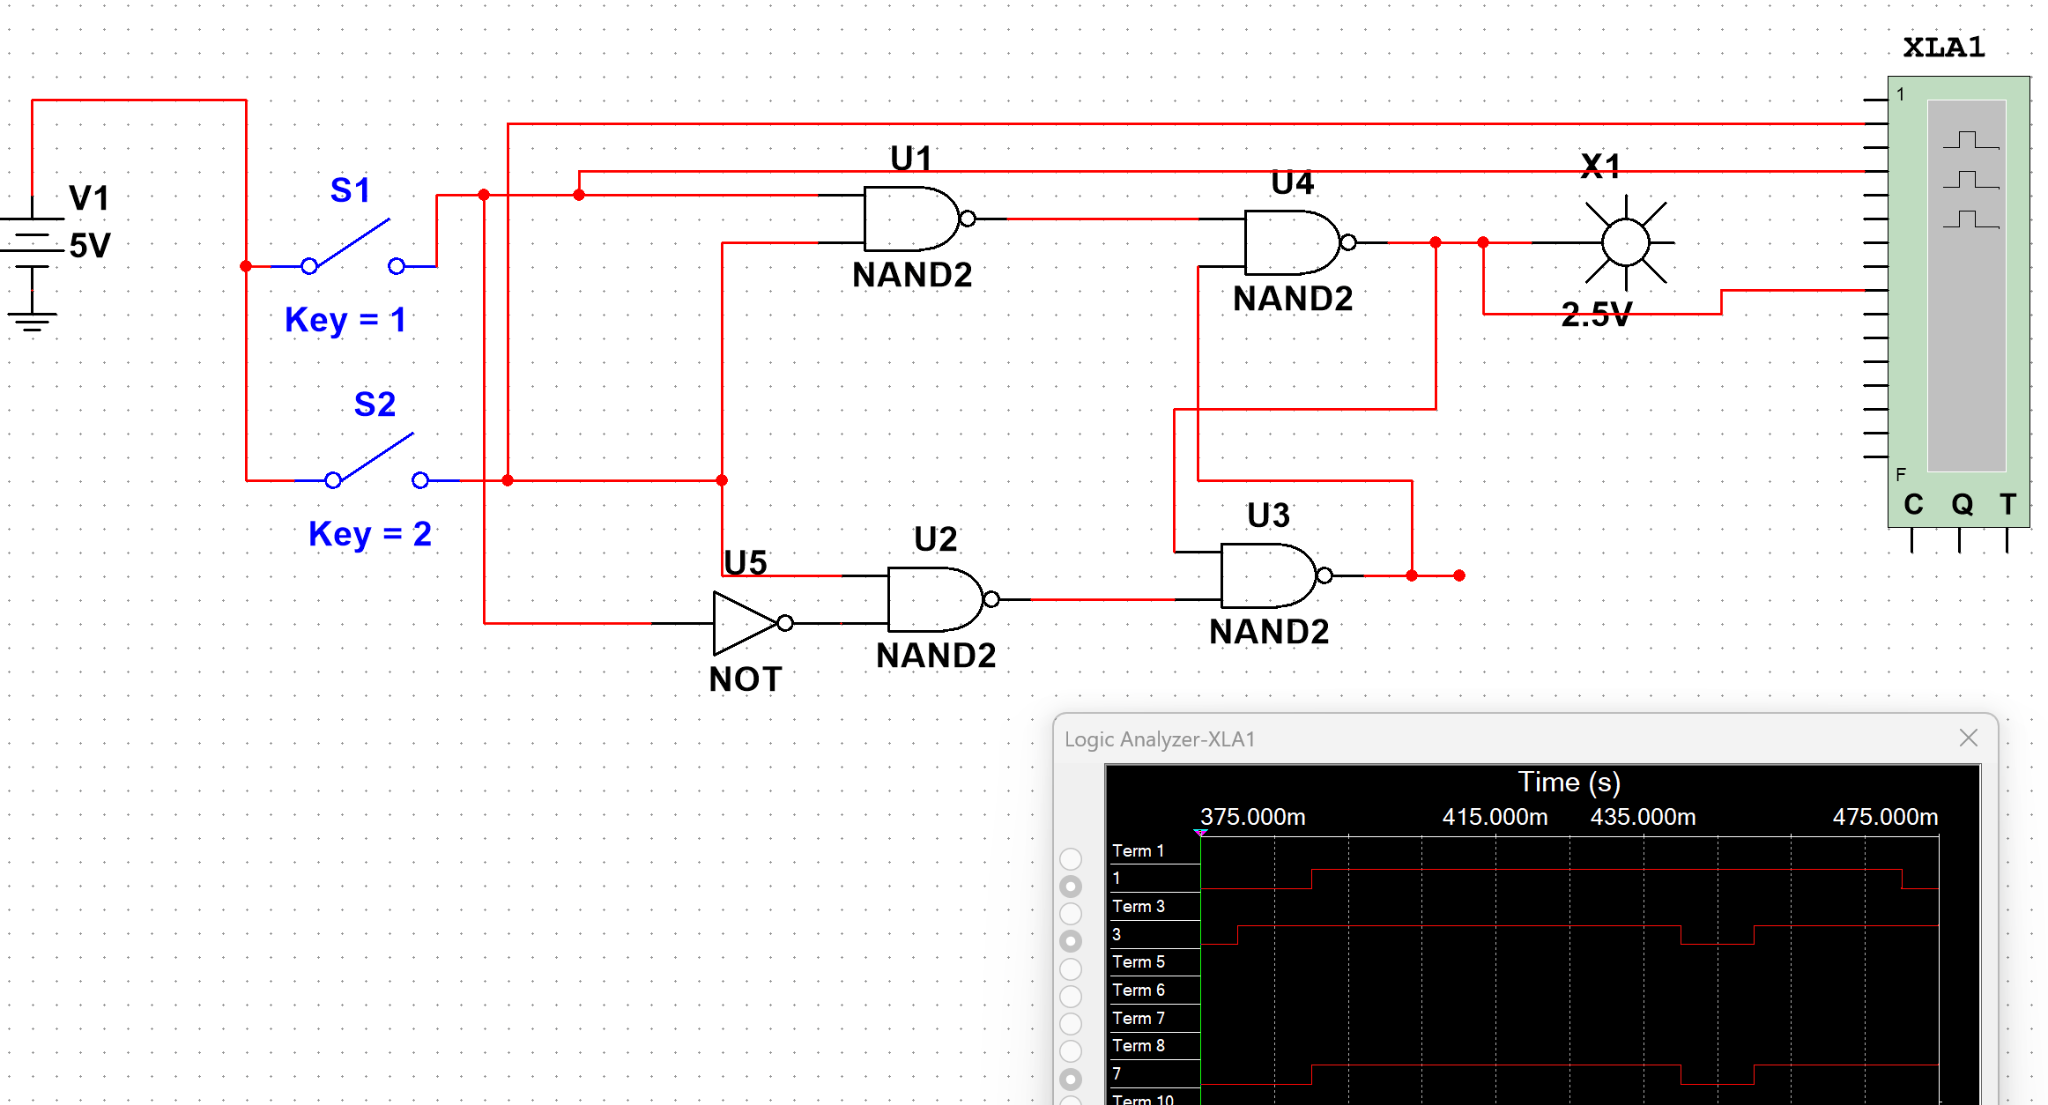 XLA1
1
V1
5V
S1
Key = 1
U1
NAND2
U4
NAND2
X1
2.5V
S2
Key = 2
U5
NOT
U2
NAND2
U3
NAND2
F
C Q T
Logic Analyzer-XLA1
Time (s)
375.000m 415.000m 435.000m 475.000m
Term 1
1
Term 3
3
Term 5
Term 6
Term 7
Term 8
7
Term 10